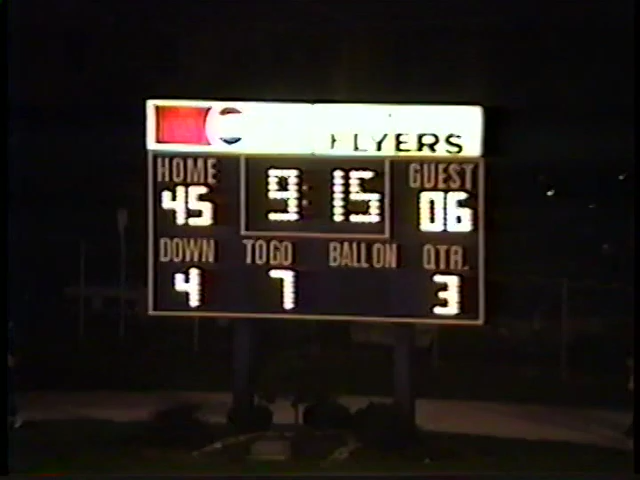 FLYERS
HOME 9:15 GUEST
45 06
DOWN TO GO BALL ON QTR.
4 7 3